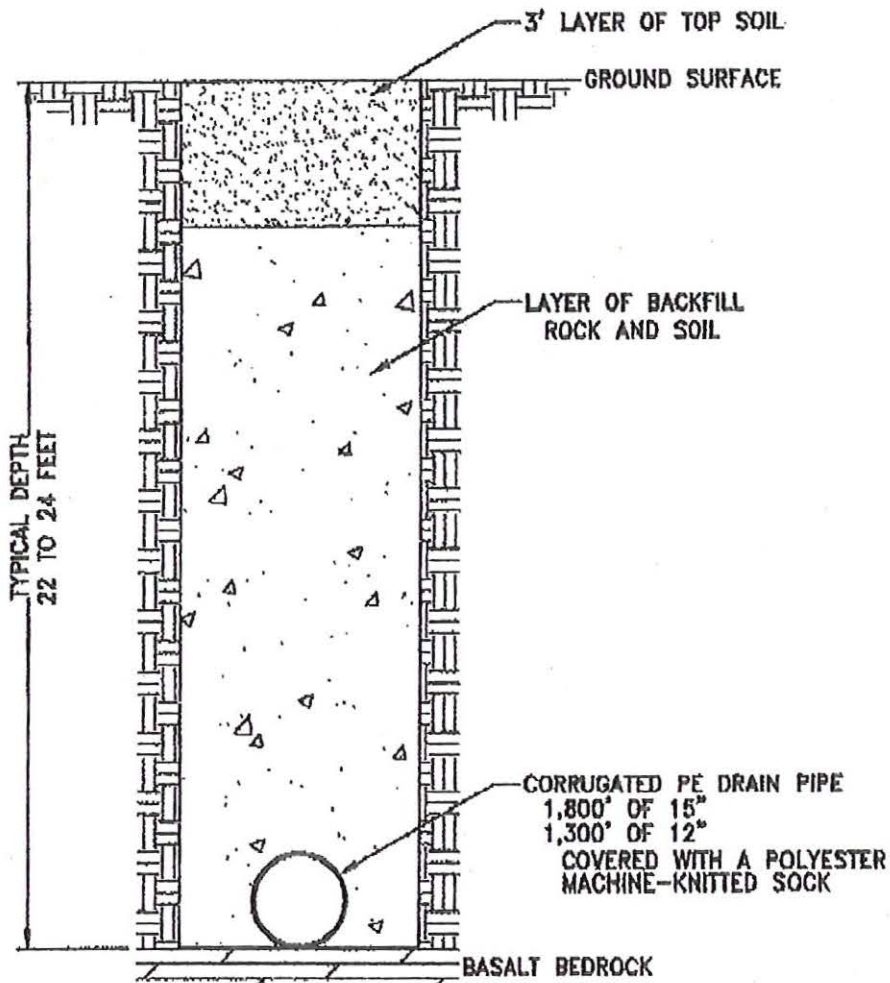 3' LAYER OF TOP SOIL
GROUND SURFACE
LAYER OF BACKFILL
ROCK AND SOIL
TYPICAL DEPTH
22 TO 24 FEET
CORRUGATED PE DRAIN PIPE
1,800' OF 15"
1,300' OF 12"
COVERED WITH A POLYESTER
MACHINE-KNITTED SOCK
BASALT BEDROCK